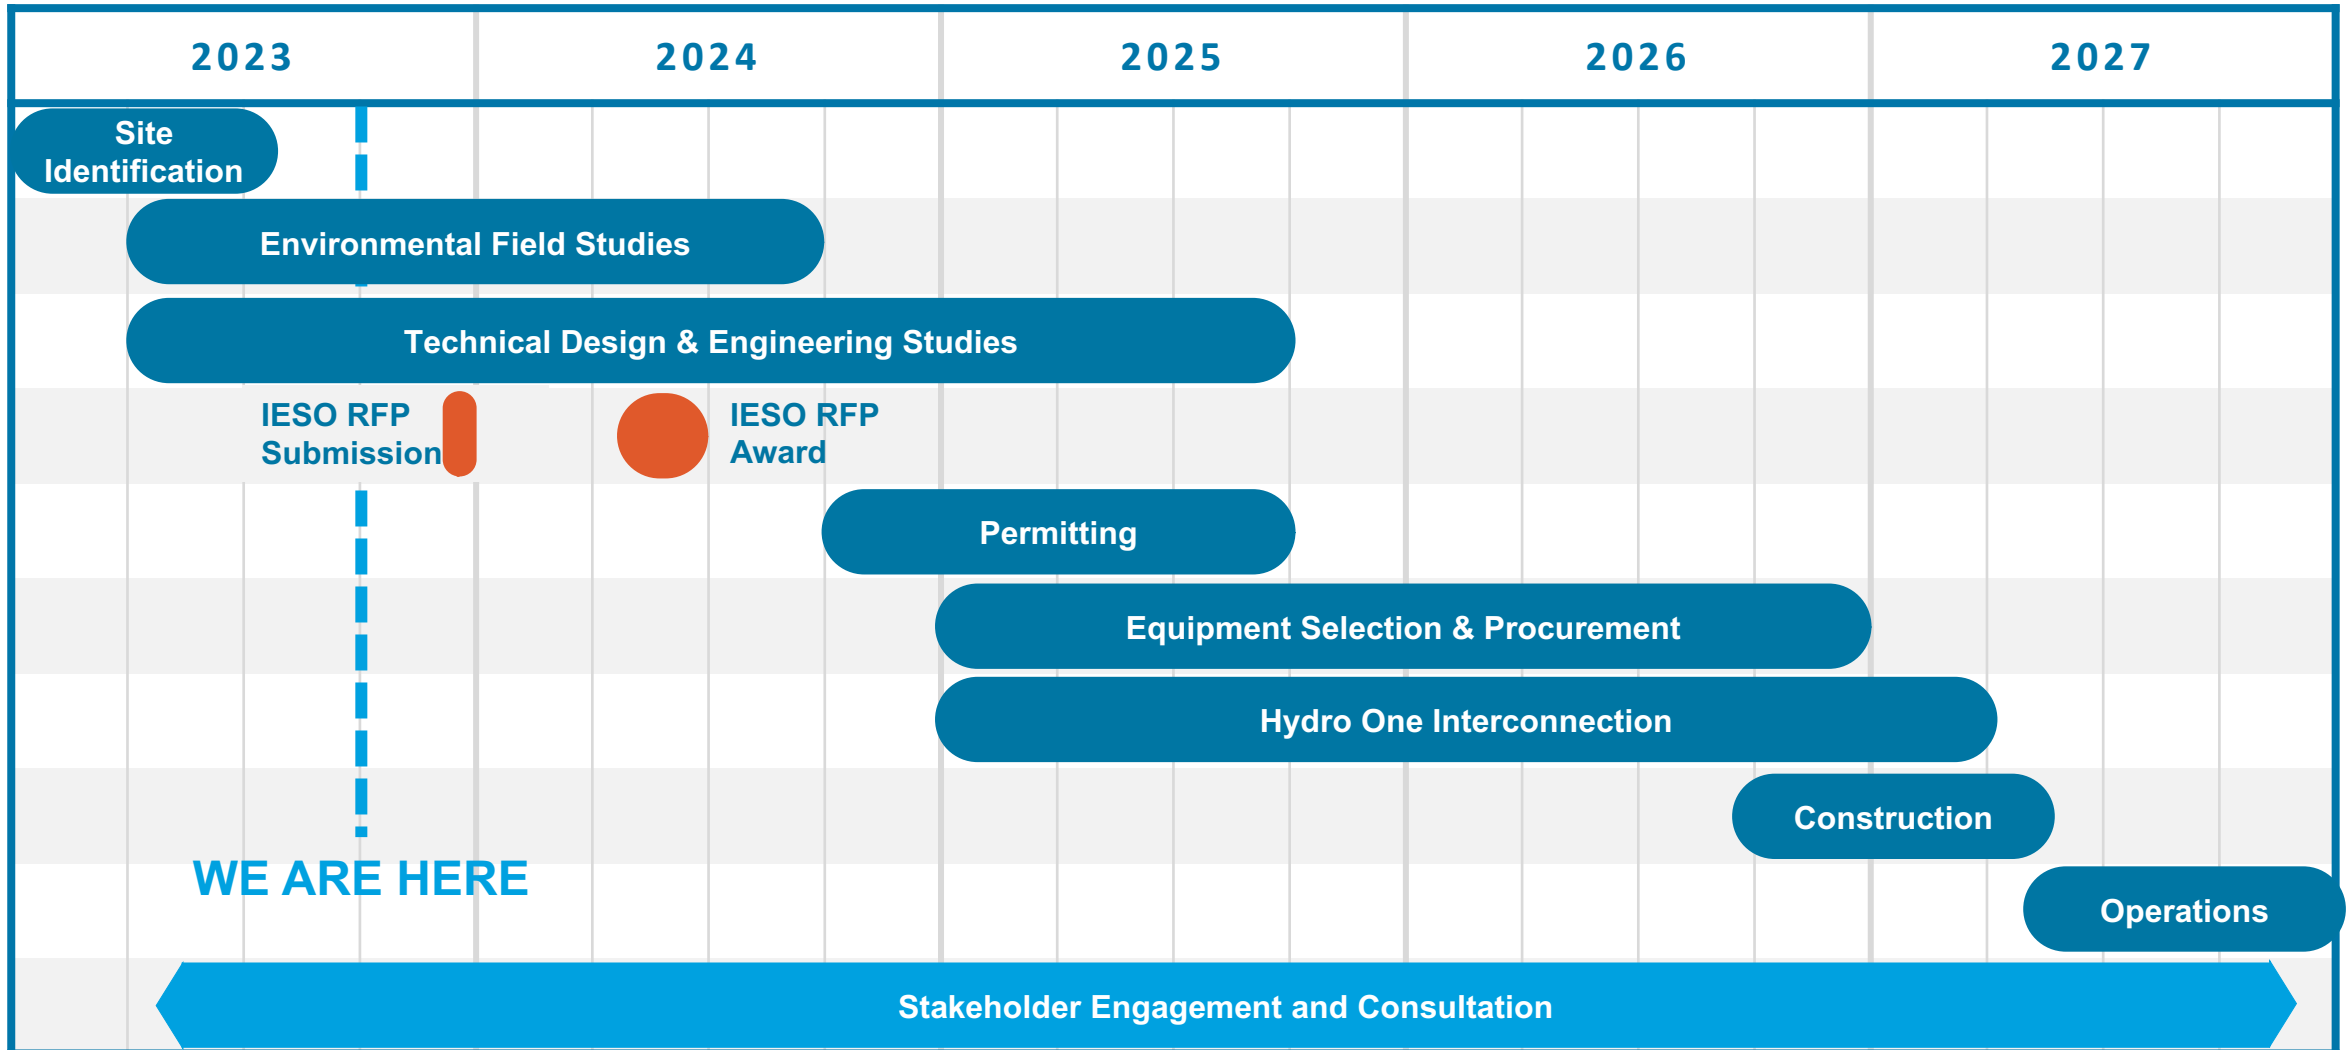 2023 2024 2025 2026 2027
Site
Identification
Environmental Field Studies
Technical Design & Engineering Studies
IESO RFP
Submission
IESO RFP
Award
Permitting
Equipment Selection & Procurement
Hydro One Interconnection
Construction
WE ARE HERE
Operations
Stakeholder Engagement and Consultation